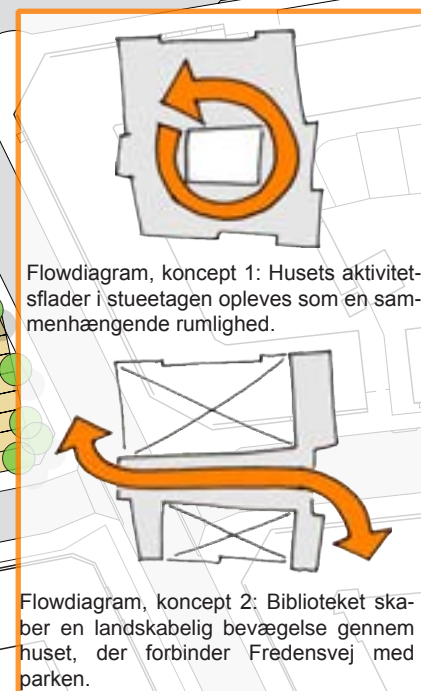 Flowdiagram, koncept 1: Husets aktivitet-
sflader i stueetagen opleves som en sam-
menhængende rumlighed.
Flowdiagram, koncept 2: Biblioteket ska-
ber en landskabelig bevægelse gennem
huset, der forbinder Fredensvej med
parken.